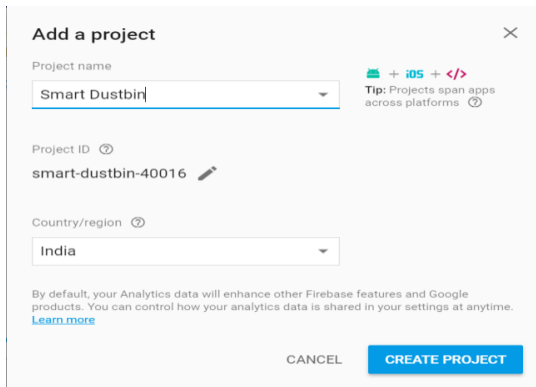 Add a project
Project name
Smart Dustbin
+ iOS + </>
Tip: Projects span apps
across platforms
Project ID
smart-dustbin-40016
Country/region
India
By default, your Analytics data will enhance other Firebase features and Google
products. You can control how your analytics data is shared in your settings at anytime.
Learn more
CANCEL
CREATE PROJECT